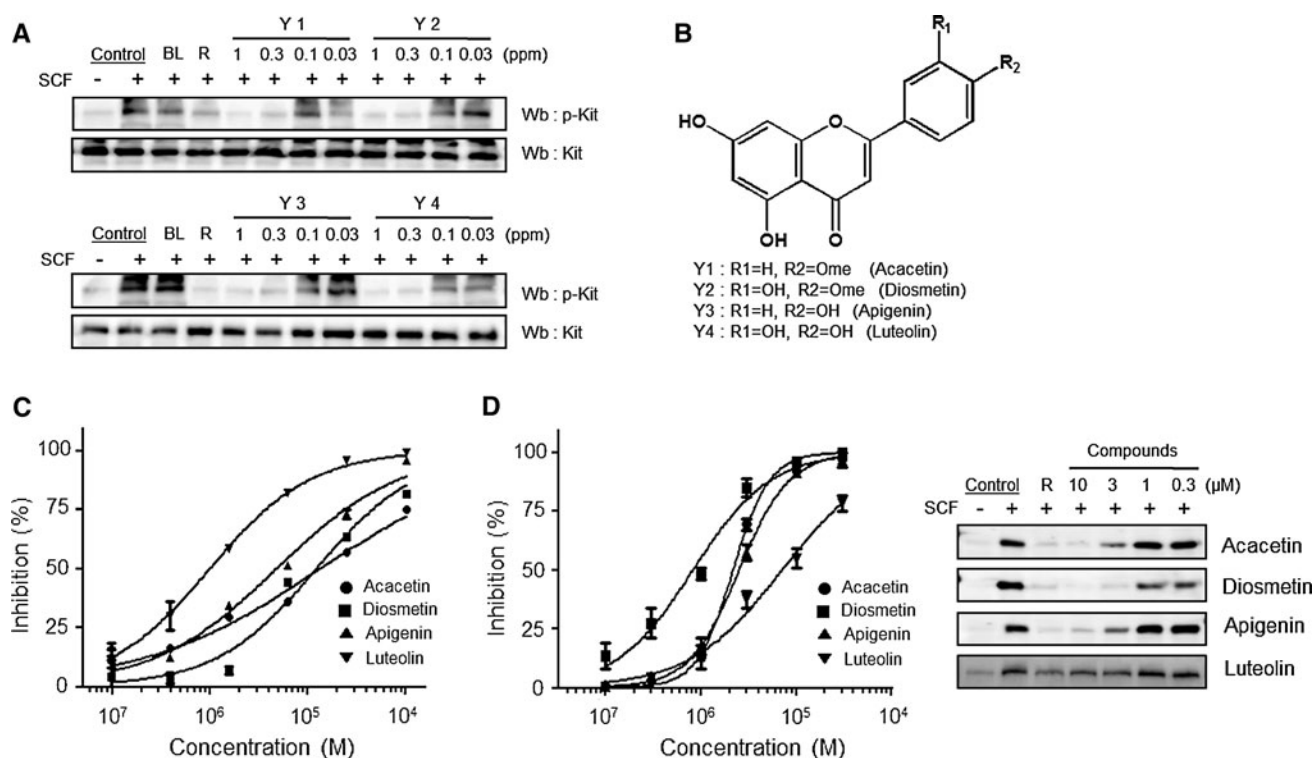 A
Y 1 Y 2
Control BL R 1 0.3 0.1 0.03 1 0.3 0.1 0.03 (ppm)
SCF - + + + + + + + + + + +
Wb : p-Kit
Wb : Kit
Y 3 Y 4
Control BL R 1 0.3 0.1 0.03 1 0.3 0.1 0.03 (ppm)
SCF - + + + + + + + + + + +
Wb : p-Kit
Wb : Kit
B
R1
R2
HO
O
OH O
Y1 : R1=H, R2=Ome (Acacetin)
Y2 : R1=OH, R2=Ome (Diosmetin)
Y3 : R1=H, R2=OH (Apigenin)
Y4 : R1=OH, R2=OH (Luteolin)
C
Inhibition (%)
100
75
50
25
0
Acacetin
Diosmetin
Apigenin
Luteolin
10⁷ 10⁶ 10⁵ 10⁴
Concentration (M)
D
Inhibition (%)
100
75
50
25
0
Acacetin
Diosmetin
Apigenin
Luteolin
10⁷ 10⁶ 10⁵ 10⁴
Concentration (M)
Compounds
Control R 10 3 1 0.3 (µM)
SCF - + + + + + +
Acacetin
Diosmetin
Apigenin
Luteolin